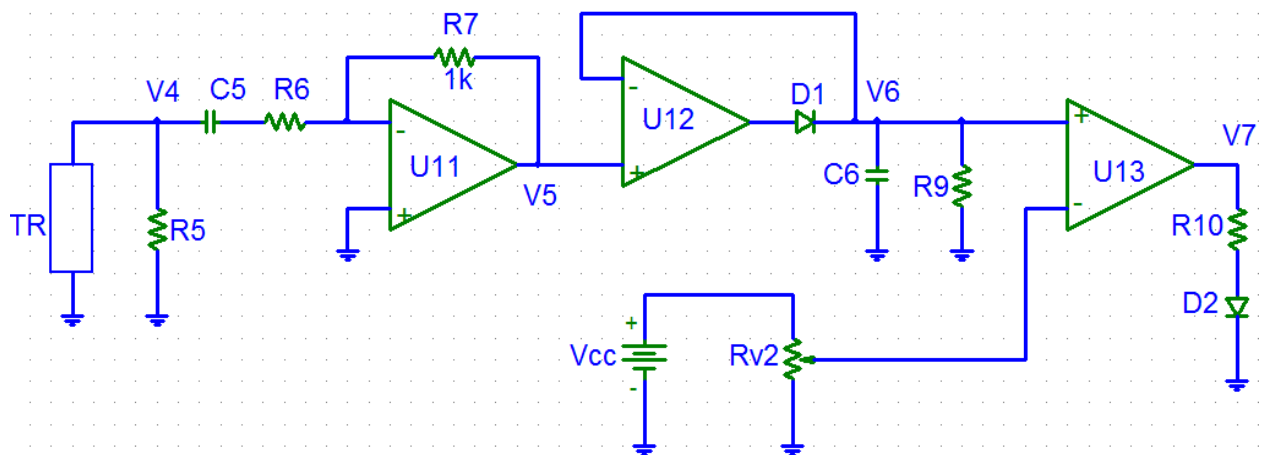 R7
1k
V4
C5
R6
-
+
U11
V5
TR
R5
-
+
U12
D1
V6
C6
R9
+
-
U13
V7
R10
D2
+
Vcc
-
Rv2